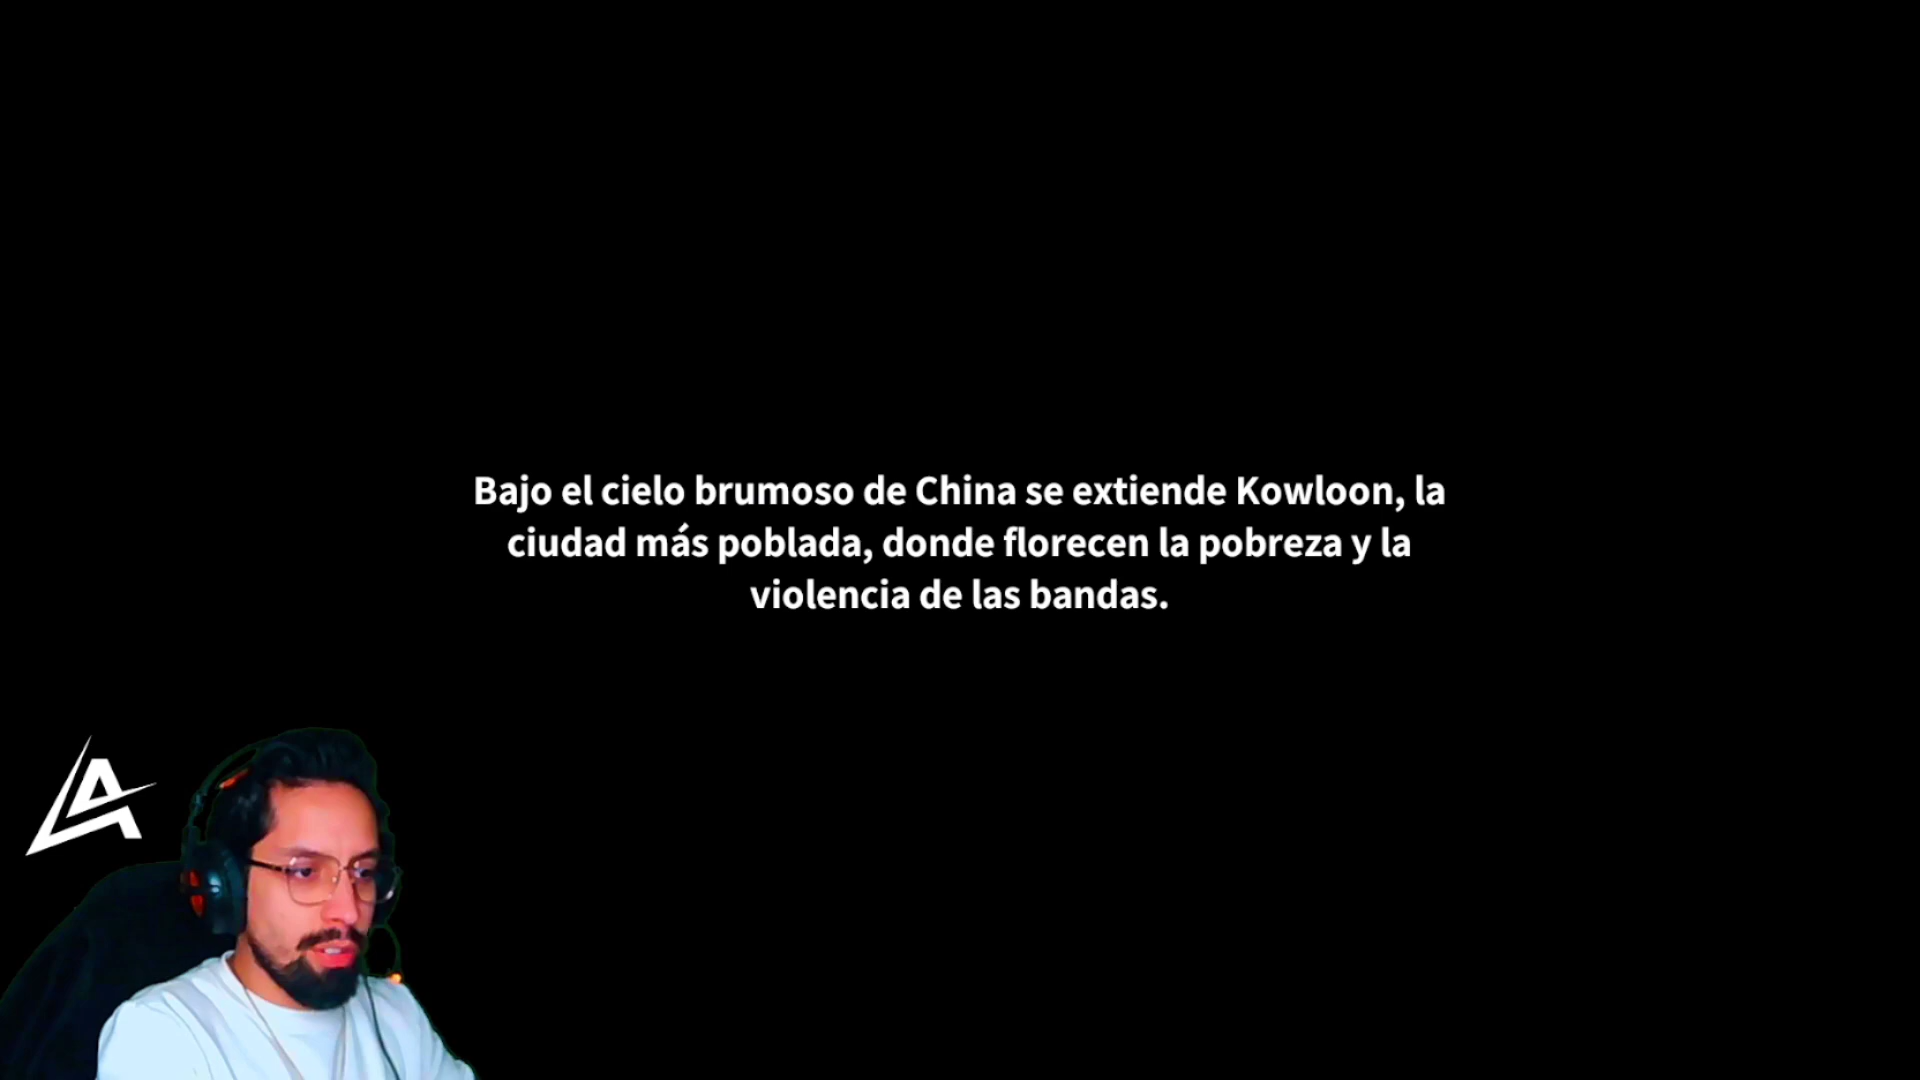 Bajo el cielo brumoso de China se extiende Kowloon, la
ciudad más poblada, donde florecen la pobreza y la
violencia de las bandas.
LA